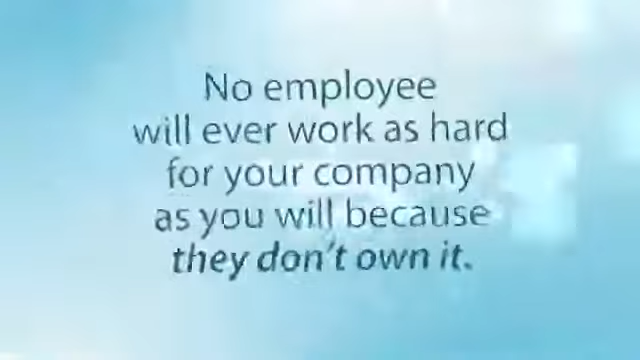 No employee
will ever work as hard
for your company
as you will because
they don't own it.